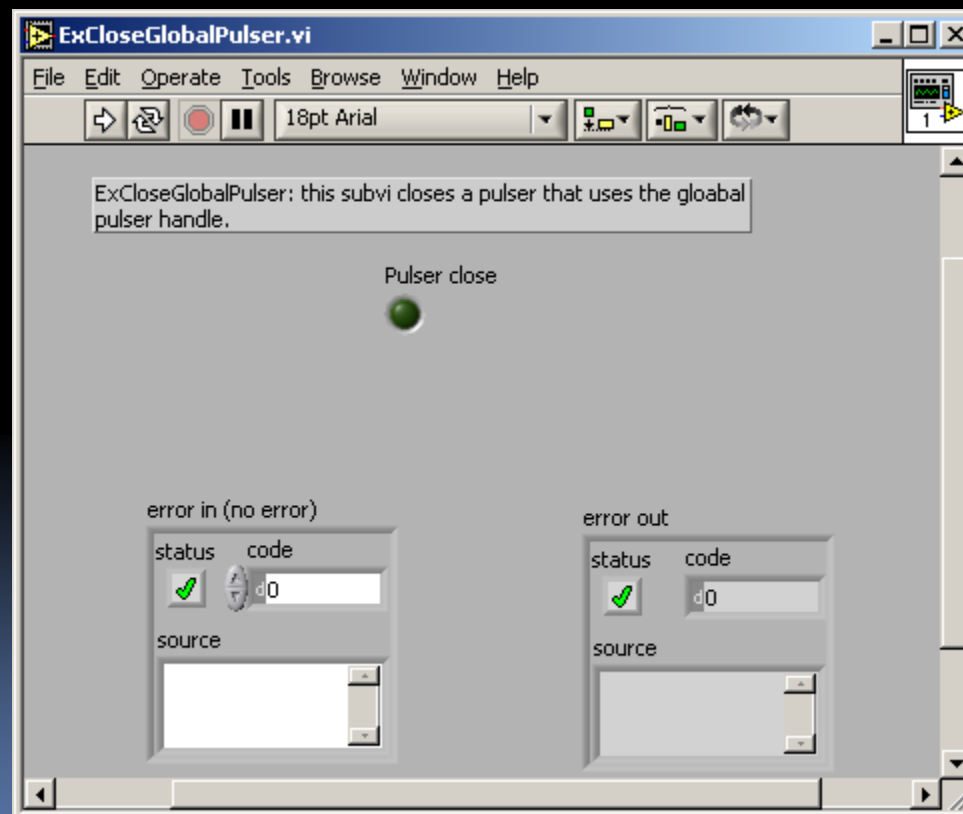 ExCloseGlobalPulser.vi
File Edit Operate Tools Browse Window Help
18pt Arial
1
ExCloseGlobalPulser: this subvi closes a pulser that uses the gloabal
pulser handle.
Pulser close
error in (no error)
status code
d0
source
error out
status code
d0
source